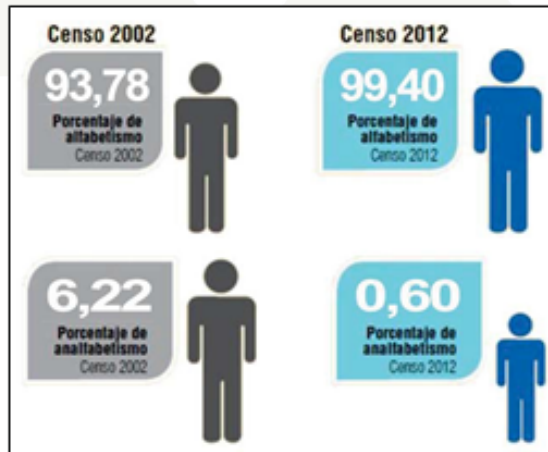 Censo 2002
93,78
Porcentaje de
alfabetismo
Censo 2002
Censo 2012
99,40
Porcentaje de
alfabetismo
Censo 2012
6,22
Porcentaje de
analfabetismo
Censo 2002
0,60
Porcentaje de
analfabetismo
Censo 2012